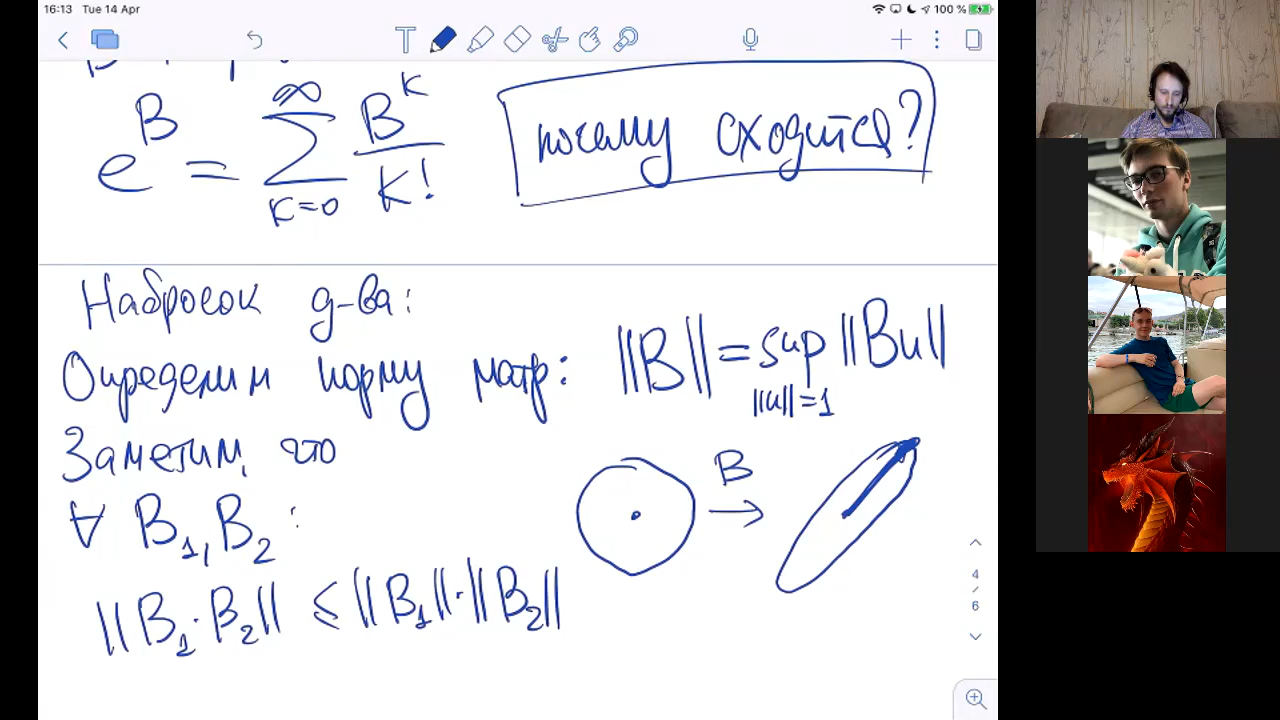 16:13 Tue 14 Apr 100 %
T
e^B = ∑_{k=0}^{∞} B^k / k!
почему сходится?
Набросок д-ва:
Определим норму матр: ||B|| = sup_{||u||=1} ||Bu||
Заметим, что
∀ B₁, B₂ :
B →
||B₁·B₂|| ≤ ||B₁||·||B₂||
4
/
6